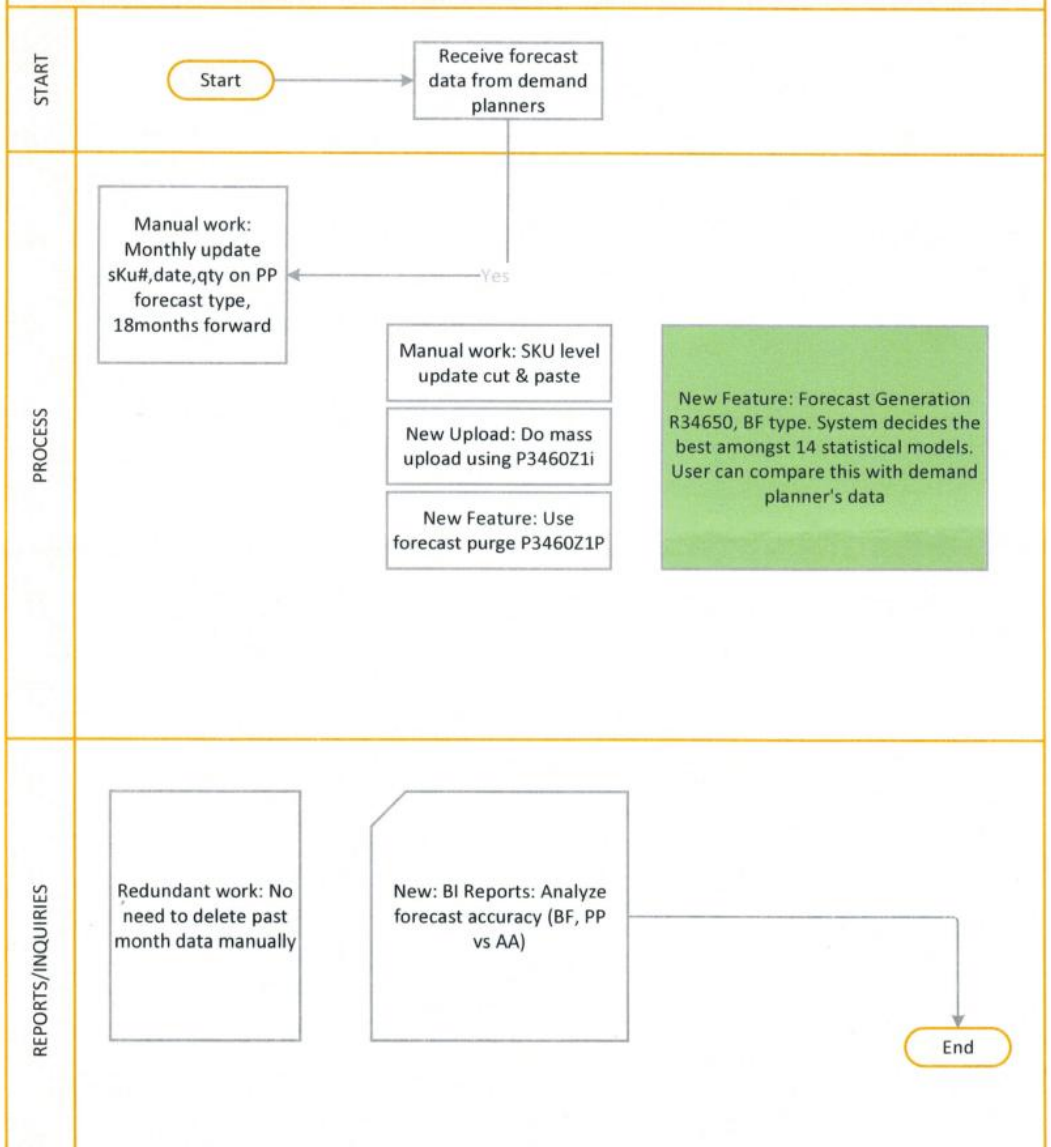 START
Start
Receive forecast
data from demand
planners
PROCESS
Manual work:
Monthly update
sKu#,date,qty on PP
forecast type,
18months forward
Yes
Manual work: SKU level
update cut & paste
New Upload: Do mass
upload using P3460Z1i
New Feature: Use
forecast purge P3460Z1P
New Feature: Forecast Generation
R34650, BF type. System decides the
best amongst 14 statistical models.
User can compare this with demand
planner's data
REPORTS/INQUIRIES
Redundant work: No
need to delete past
month data manually
New: BI Reports: Analyze
forecast accuracy (BF, PP
vs AA)
End